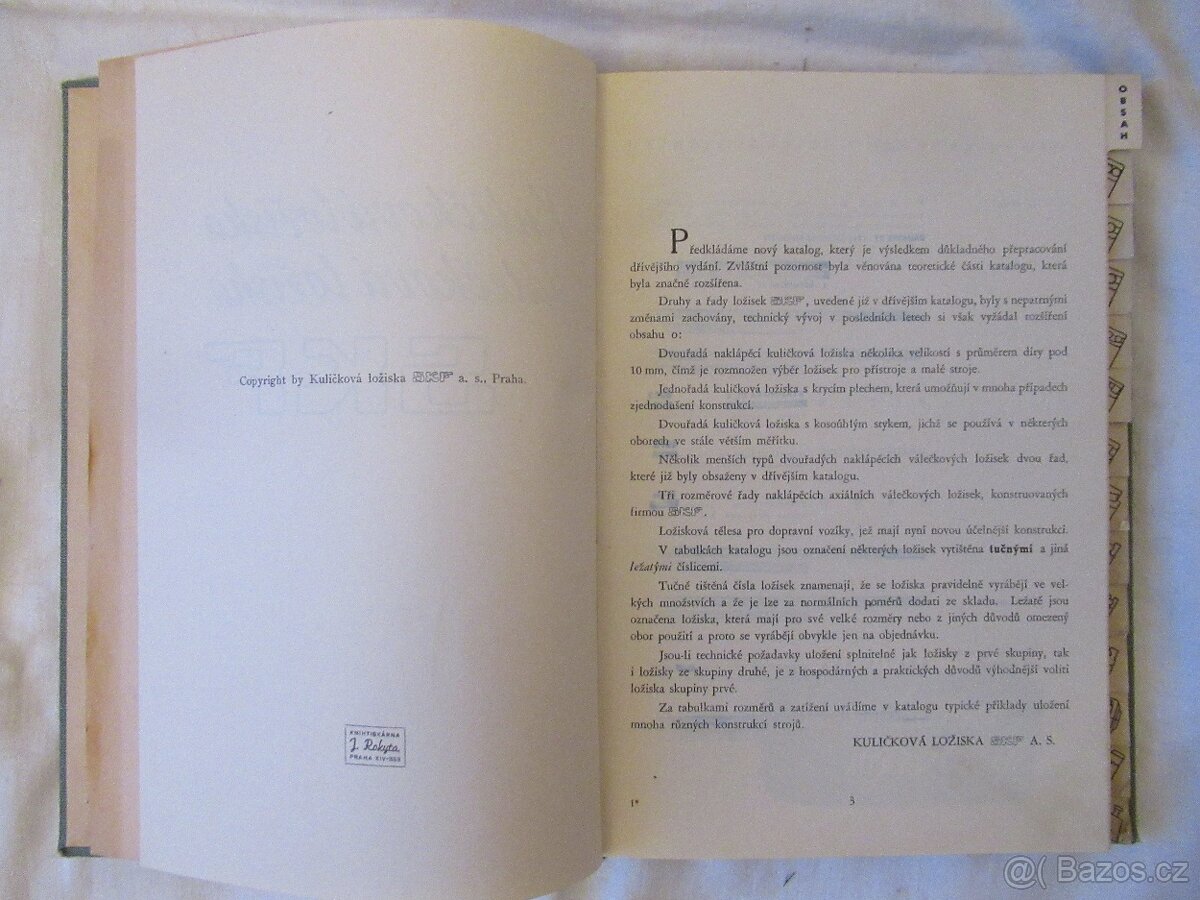 Copyright by Kuličková ložiska SKF a. s., Praha.
KNIHTISKÁRNA
J. Rokyta
PRAHA XIV-355
OBSAH
Předkládáme nový katalog, který je výsledkem důkladného přepracování
dřívějšího vydání. Zvláštní pozornost byla věnována teoretické části katalogu, která
byla značně rozšířena.
Druhy a řady ložisek SKF, uvedené již v dřívějším katalogu, byly s nepatrnými
změnami zachovány, technický vývoj v posledních letech si však vyžádal rozšíření
obsahu o:
Dvouřadá naklápěcí kuličková ložiska několika velikostí s průměrem díry pod
10 mm, čímž je rozmnožen výběr ložisek pro přístroje a malé stroje.
Jednořadá kuličková ložiska s krycím plechem, která umožňují v mnoha případech
zjednodušení konstrukcí.
Dvouřadá kuličková ložiska s kosoúhlým stykem, jichž se používá v některých
oborech ve stále větším měřítku.
Několik menších typů dvouřadých naklápěcích válečkových ložisek dvou řad,
které již byly obsaženy v dřívějším katalogu.
Tři rozměrové řady naklápěcích axiálních válečkových ložisek, konstruovaných
firmou SKF.
Ložisková tělesa pro dopravní vozíky, jež mají nyní novou účelnější konstrukci.
V tabulkách katalogu jsou označení některých ložisek vytištěna tučnými a jiná
ležatými číslicemi.
Tučně tištěná čísla ložisek znamenají, že se ložiska pravidelně vyrábějí ve vel-
kých množstvích a že je lze za normálních poměrů dodati ze skladu. Ležatě jsou
označena ložiska, která mají pro své velké rozměry nebo z jiných důvodů omezený
obor použití a proto se vyrábějí obvykle jen na objednávku.
Jsou-li technické požadavky uložení splnitelné jak ložisky z prvé skupiny, tak
i ložisky ze skupiny druhé, je z hospodárných a praktických důvodů výhodnější voliti
ložiska skupiny prvé.
Za tabulkami rozměrů a zatížení uvádíme v katalogu typické příklady uložení
mnoha různých konstrukcí strojů.
KULIČKOVÁ LOŽISKA SKF A. S.
1*
3
@( Bazos.cz